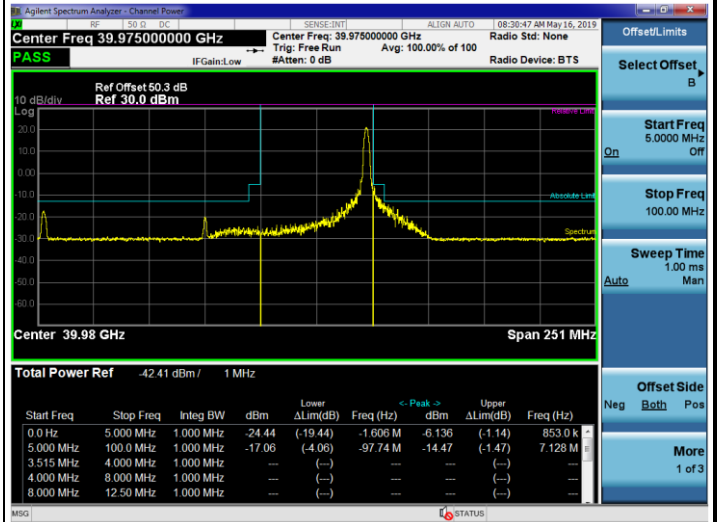 Agilent Spectrum Analyzer - Channel Power
LXI RF 50 Ω DC SENSE:INT ALIGN AUTO 08:30:47 AM May 16, 2019
Center Freq 39.975000000 GHz
Center Freq: 39.975000000 GHz Radio Std: None
Trig: Free Run Avg: 100.00% of 100
PASS IFGain:Low #Atten: 0 dB Radio Device: BTS
Ref Offset 50.3 dB
10 dB/div Ref 30.0 dBm
Log Relative Limit
20.0
10.0
0.00
-10.0 Absolute Limit
-20.0
Spectrum
-30.0
-40.0
-50.0
-60.0
Center 39.98 GHz Span 251 MHz
Total Power Ref -42.41 dBm / 1 MHz
Lower <- Peak -> Upper
Start Freq Stop Freq Integ BW dBm ΔLim(dB) Freq (Hz) dBm ΔLim(dB) Freq (Hz)
0.0 Hz 5.000 MHz 1.000 MHz -24.44 (-19.44) -1.606 M -6.136 (-1.14) 853.0 k
5.000 MHz 100.0 MHz 1.000 MHz -17.06 (-4.06) -97.74 M -14.47 (-1.47) 7.128 M
3.515 MHz 4.000 MHz 1.000 MHz --- (---) --- --- (---) ---
4.000 MHz 8.000 MHz 1.000 MHz --- (---) --- --- (---) ---
8.000 MHz 12.50 MHz 1.000 MHz --- (---) --- --- (---) ---
MSG STATUS
Offset/Limits
Select Offset
B
Start Freq
5.0000 MHz
On Off
Stop Freq
100.00 MHz
Sweep Time
1.00 ms
Auto Man
Offset Side
Neg Both Pos
More
1 of 3